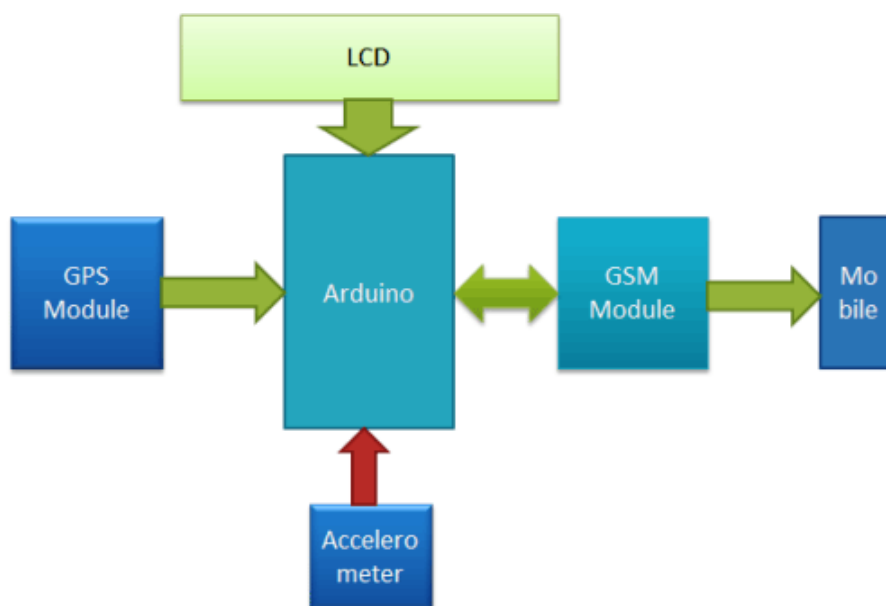 LCD
GPS
Module
Arduino
GSM
Module
Mo
bile
Accelero
meter